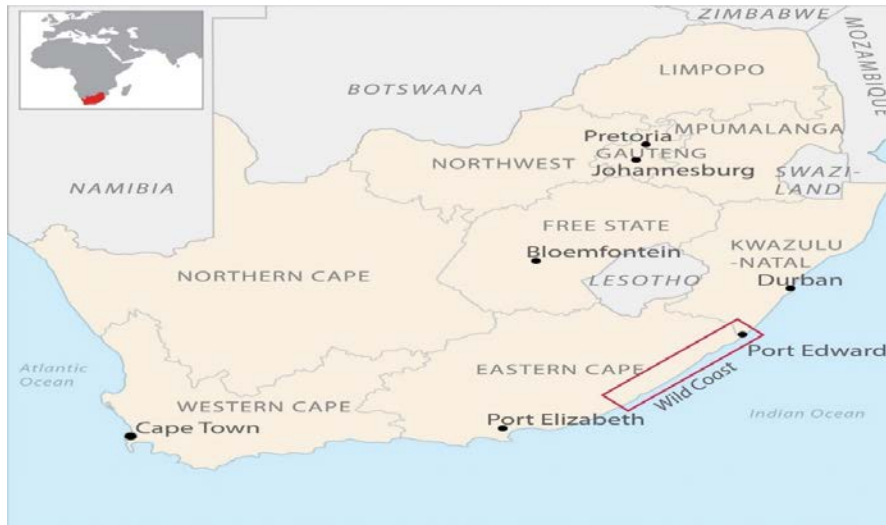 ZIMBABWE
MOZAMBIQUE
LIMPOPO
BOTSWANA
Pretoria
MPUMALANGA
GAUTENG
NORTHWEST
Johannesburg
SWAZI-
LAND
NAMIBIA
FREE STATE
Bloemfontein
KWAZULU
-NATAL
NORTHERN CAPE
LESOTHO
Durban
Port Edward
Atlantic
Ocean
EASTERN CAPE
Wild Coast
WESTERN CAPE
Port Elizabeth
Indian Ocean
Cape Town